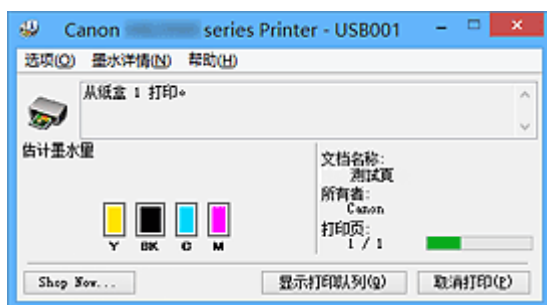 Canon series Printer - USB001
选项(O) 墨水详情(N) 帮助(H)
从纸盒 1 打印。
估计墨水量
Y BK C M
文档名称:
测試頁
所有者:
Canon
打印页:
1 / 1
Shop Now...
显示打印队列(Q)
取消打印(P)